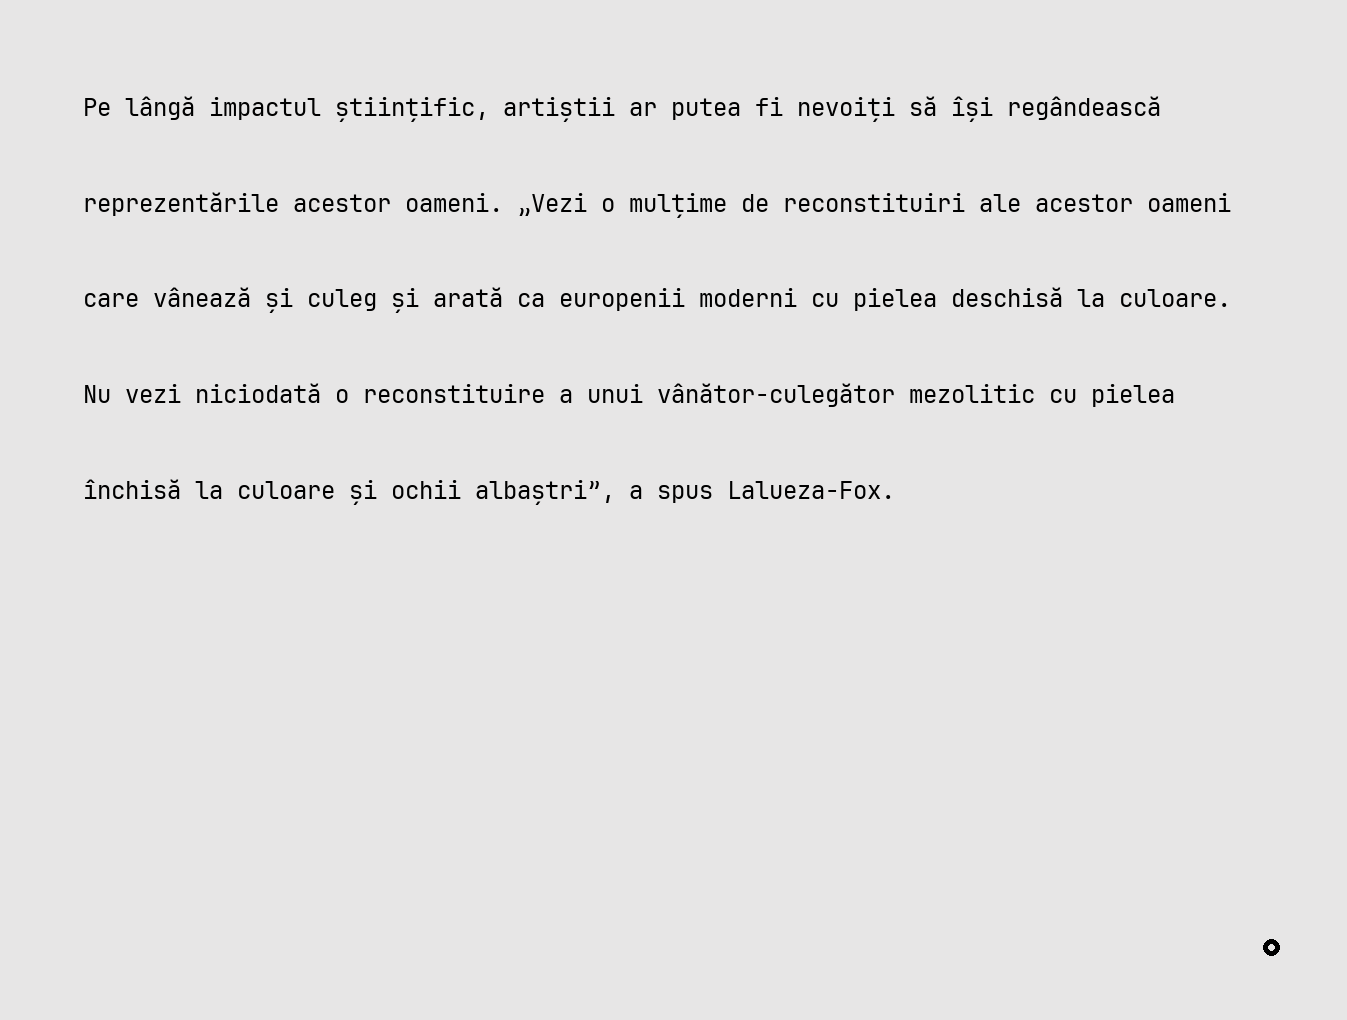 Pe lângă impactul științific, artiștii ar putea fi nevoiți să își regândească
reprezentările acestor oameni. „Vezi o mulțime de reconstituiri ale acestor oameni
care vânează și culeg și arată ca europenii moderni cu pielea deschisă la culoare.
Nu vezi niciodată o reconstituire a unui vânător-culegător mezolitic cu pielea
închisă la culoare și ochii albaștri”, a spus Lalueza-Fox.